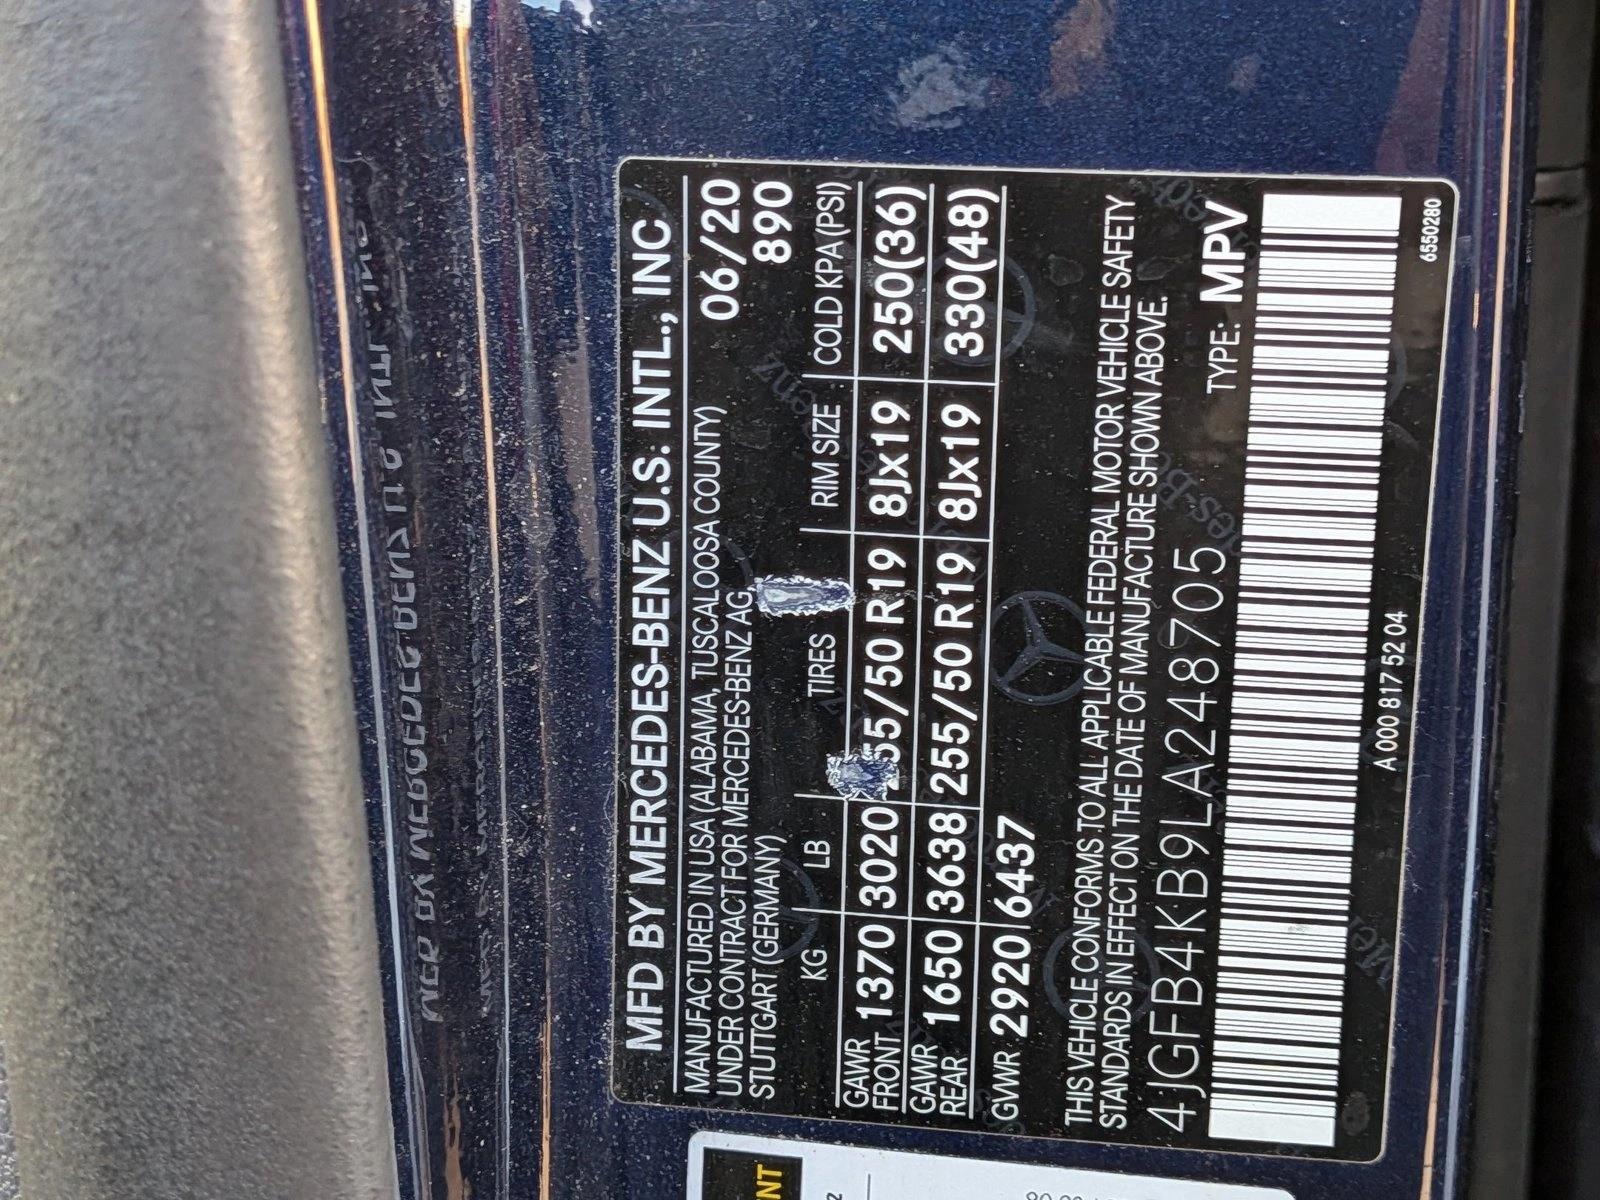 MFD BY MERCEDES-BENZ U.S. INTL., INC
MANUFACTURED IN USA (ALABAMA, TUSCALOOSA COUNTY) 06/20
UNDER CONTRACT FOR MERCEDES-BENZ AG, 890
STUTTGART (GERMANY)
KG LB TIRES RIM SIZE COLD KPA (PSI)
GAWR FRONT 1370 3020 55/50 R19 8Jx19 250(36)
GAWR REAR 1650 3638 255/50 R19 8Jx19 330(48)
GVWR 2920 6437
THIS VEHICLE CONFORMS TO ALL APPLICABLE FEDERAL MOTOR VEHICLE SAFETY
STANDARDS IN EFFECT ON THE DATE OF MANUFACTURE SHOWN ABOVE.
4JGFB4KB9LA248705 TYPE: MPV
A 000 817 52 04 6550280